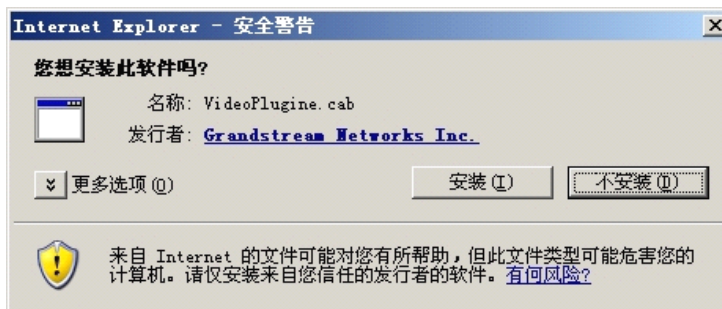 Internet Explorer - 安全警告
您想安装此软件吗?
名称: VideoPlugine.cab
发行者: Grandstream Networks Inc.
更多选项(O)
安装(I)
不安装(D)
来自 Internet 的文件可能对您有所帮助，但此文件类型可能危害您的
计算机。请仅安装来自您信任的发行者的软件。有何风险?